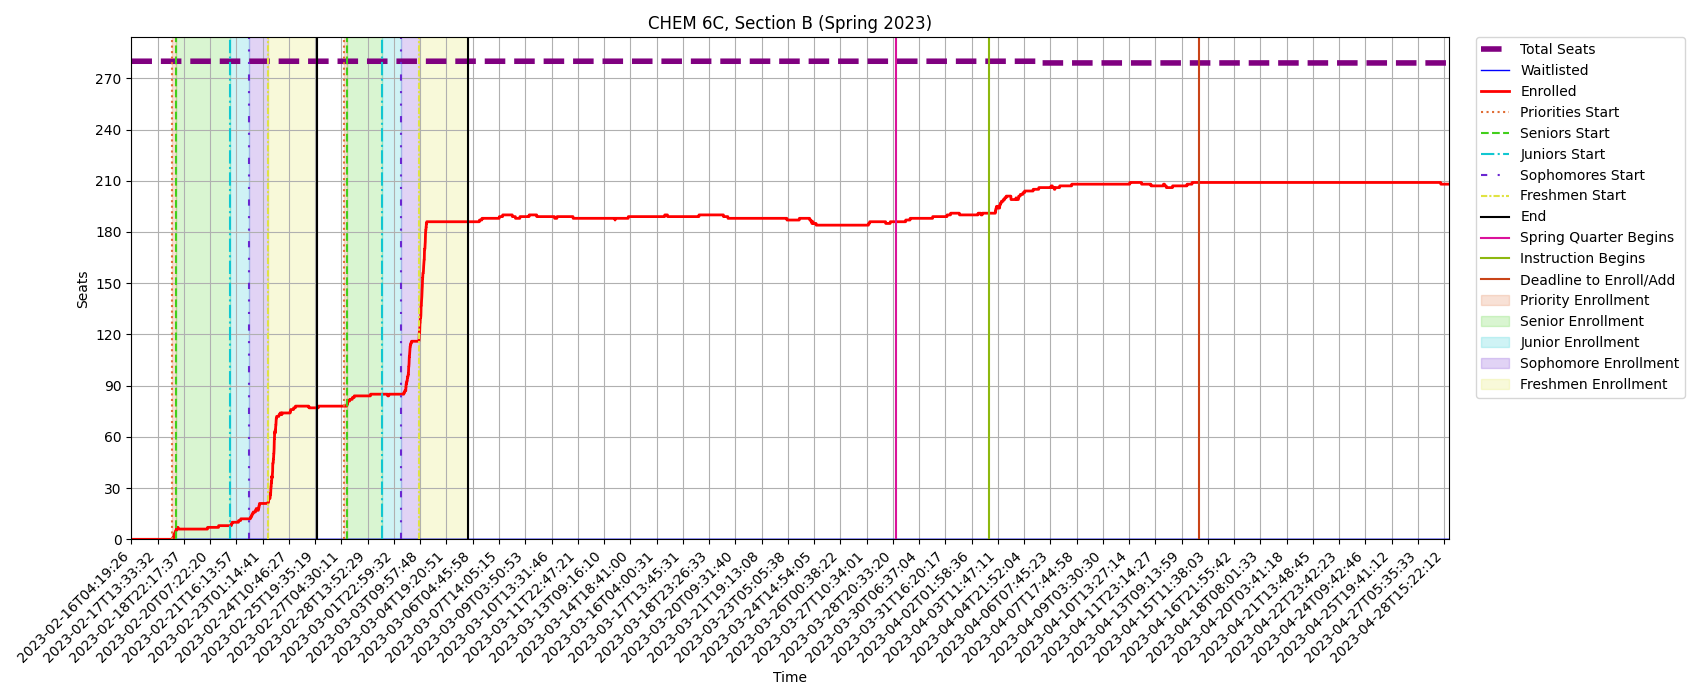 CHEM 6C, Section B (Spring 2023)
Seats
270
240
210
180
150
120
90
60
30
0
2023-02-16T04:19:26
2023-02-17T13:33:32
2023-02-18T22:17:37
2023-02-20T07:22:20
2023-02-21T16:13:57
2023-02-23T01:14:41
2023-02-24T10:46:27
2023-02-25T19:35:19
2023-02-27T04:30:11
2023-02-28T13:52:29
2023-03-01T22:59:32
2023-03-03T09:57:48
2023-03-04T19:20:51
2023-03-06T04:45:58
2023-03-07T14:05:15
2023-03-09T03:50:53
2023-03-10T13:31:46
2023-03-11T22:47:21
2023-03-13T09:16:10
2023-03-14T18:41:00
2023-03-16T04:00:31
2023-03-17T13:45:31
2023-03-18T23:26:33
2023-03-20T09:31:40
2023-03-21T19:13:08
2023-03-23T05:05:38
2023-03-24T14:54:05
2023-03-26T00:38:22
2023-03-27T10:34:01
2023-03-28T20:33:20
2023-03-30T06:37:04
2023-03-31T16:20:17
2023-04-02T01:58:36
2023-04-03T11:47:11
2023-04-04T21:52:04
2023-04-06T07:45:23
2023-04-07T17:44:58
2023-04-09T03:30:30
2023-04-10T13:27:14
2023-04-11T23:14:27
2023-04-13T09:13:59
2023-04-15T11:38:03
2023-04-16T21:55:42
2023-04-18T08:01:33
2023-04-20T03:41:18
2023-04-21T13:48:45
2023-04-22T23:42:23
2023-04-24T09:42:46
2023-04-25T19:41:12
2023-04-27T05:35:33
2023-04-28T15:22:12
Time
Total Seats
Waitlisted
Enrolled
Priorities Start
Seniors Start
Juniors Start
Sophomores Start
Freshmen Start
End
Spring Quarter Begins
Instruction Begins
Deadline to Enroll/Add
Priority Enrollment
Senior Enrollment
Junior Enrollment
Sophomore Enrollment
Freshmen Enrollment